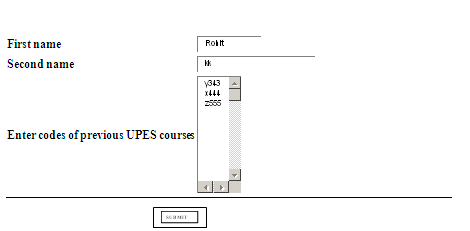 First name Rohit
Second name kk
y343
x444
z555
Enter codes of previous UPES courses
SUBMIT